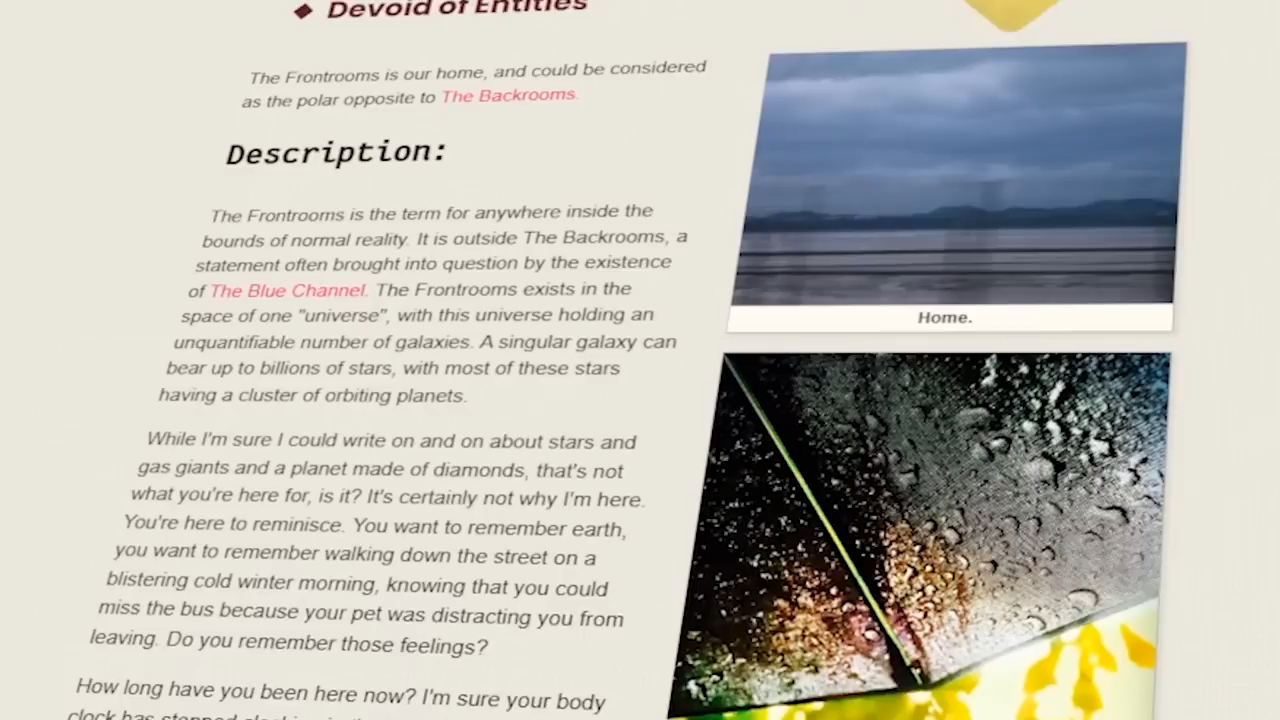 ◆ Devoid of Entities
The Frontrooms is our home, and could be considered
as the polar opposite to The Backrooms.
Description:
The Frontrooms is the term for anywhere inside the
bounds of normal reality. It is outside The Backrooms, a
statement often brought into question by the existence
of The Blue Channel. The Frontrooms exists in the
space of one "universe", with this universe holding an
unquantifiable number of galaxies. A singular galaxy can
bear up to billions of stars, with most of these stars
having a cluster of orbiting planets.
While I'm sure I could write on and on about stars and
gas giants and a planet made of diamonds, that's not
what you're here for, is it? It's certainly not why I'm here.
You're here to reminisce. You want to remember earth,
you want to remember walking down the street on a
blistering cold winter morning, knowing that you could
miss the bus because your pet was distracting you from
leaving. Do you remember those feelings?
How long have you been here now? I'm sure your body
clock has stopped
Home.